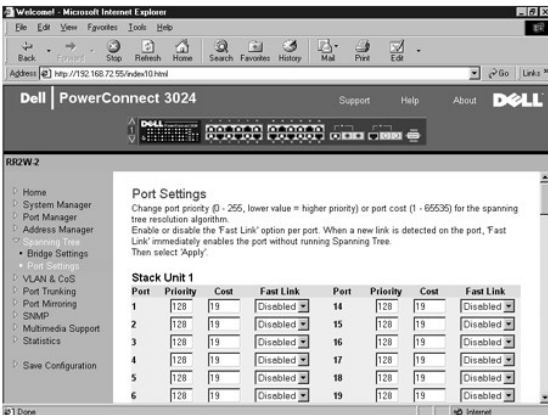 Welcome! - Microsoft Internet Explorer
File Edit View Favorites Tools Help
Back Forward Stop Refresh Home Search Favorites History Mail Print Edit
Address http://192.168.72.55/index10.html Go Links »
Dell PowerConnect 3024 Support Help About DELL
1 DELL
RR2W-2
Home
System Manager
Port Manager
Address Manager
Spanning Tree
Bridge Settings
Port Settings
VLAN & CoS
Port Trunking
Port Mirroring
SNMP
Multimedia Support
Statistics
Save Configuration
Port Settings
Change port priority (0 - 255, lower value = higher priority) or port cost (1 - 65535) for the spanning
tree resolution algorithm.
Enable or disable the 'Fast Link' option per port. When a new link is detected on the port, 'Fast
Link' immediately enables the port without running Spanning Tree.
Then select 'Apply'.
Stack Unit 1
Port Priority Cost Fast Link Port Priority Cost Fast Link
1 128 19 Disabled 14 128 19 Disabled
2 128 19 Disabled 15 128 19 Disabled
3 128 19 Disabled 16 128 19 Disabled
4 128 19 Disabled 17 128 19 Disabled
5 128 19 Disabled 18 128 19 Disabled
6 128 19 Disabled 19 128 19 Disabled
Done Internet